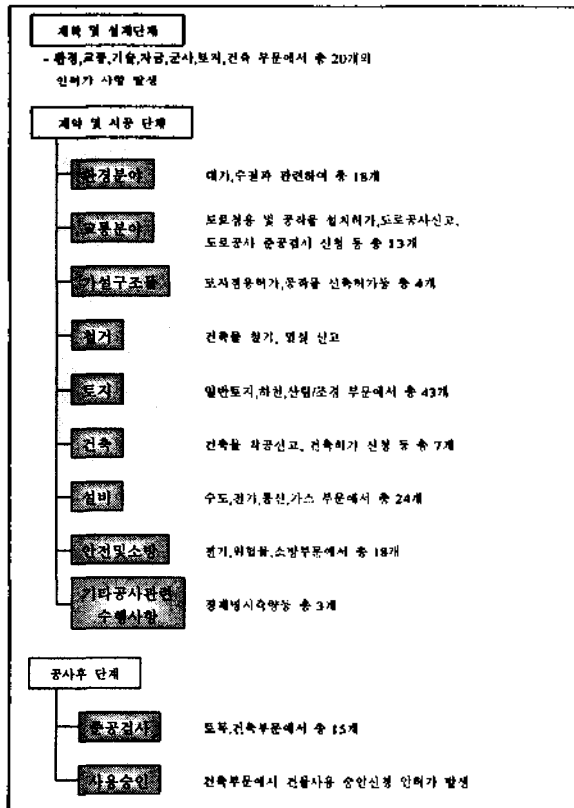 계획 및 설계단계
- 환경,교통,기술,자금,군사,토지,건축 부문에서 총 20개의
인허가 사항 발생
계약 및 시공 단계
환경분야 대기,수질과 관련하여 총 18개
교통분야 도로점용 및 공작물 설치허가,도로공사신고,
도로공사 준공검사 신청 등 총 13개
가설구조물 토지전용허가,공작물 신축허가등 총 4개
철거 건축물 철거, 멸실 신고
토지 일반토지,하천,산림/조경 부문에서 총 43개
건축 건축물 착공신고, 건축허가 신청 등 총 7개
설비 수도,전기,통신,가스 부문에서 총 24개
안전및소방 전기,위험물,소방부문에서 총 18개
기타공사관련
수행사항 경계명시측량등 총 3개
공사후 단계
준공검사 토목,건축부문에서 총 15개
사용승인 건축부문에서 건물사용 승인신청 인허가 발생